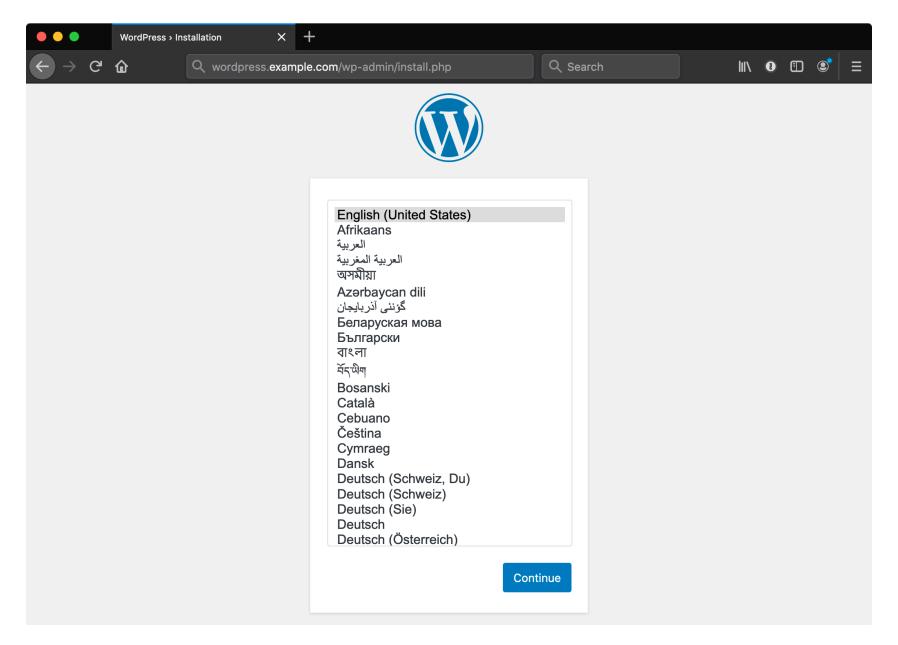 WordPress › Installation
wordpress.example.com/wp-admin/install.php
Search
English (United States)
Afrikaans
العربية
العربية المغربية
অসমীয়া
Azərbaycan dili
گؤنئی آذربایجان
Беларуская мова
Български
বাংলা
བོད་ཡིག
Bosanski
Català
Cebuano
Čeština
Cymraeg
Dansk
Deutsch (Schweiz, Du)
Deutsch (Schweiz)
Deutsch (Sie)
Deutsch
Deutsch (Österreich)
Continue